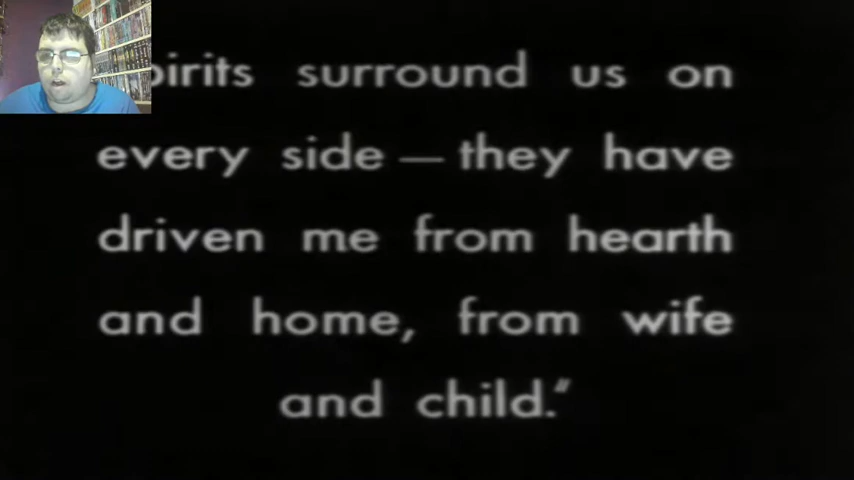 pirits surround us on
every side — they have
driven me from hearth
and home, from wife
and child."